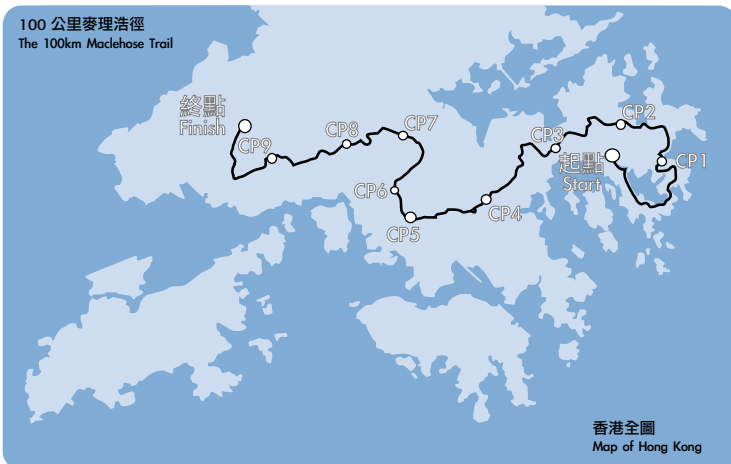 100 公里麥理浩徑
The 100km Maclehose Trail
終點
Finish
CP9
CP8
CP7
CP6
CP5
CP4
CP3
CP2
CP1
起點
Start
香港全圖
Map of Hong Kong